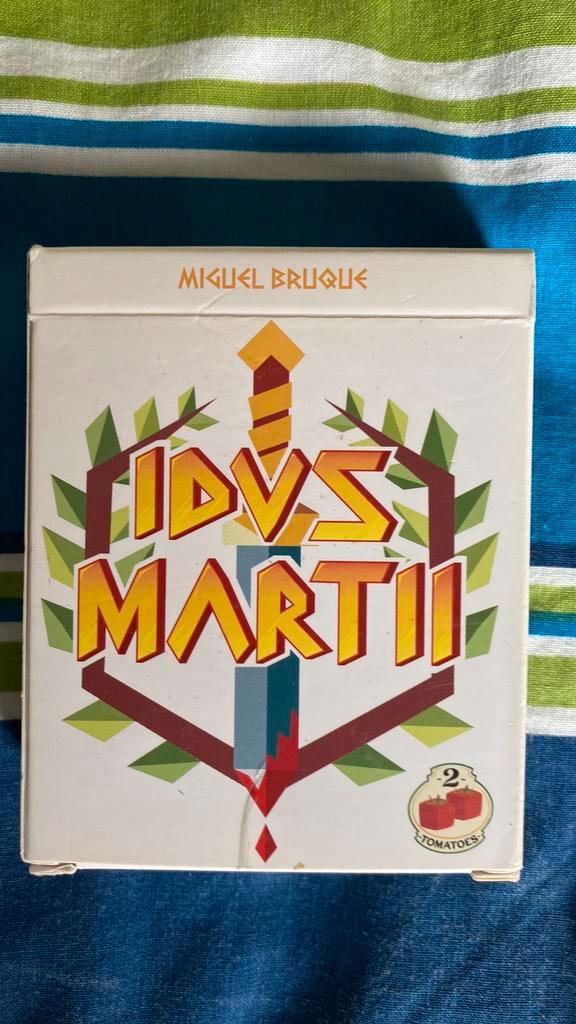 MIGUEL BRUQUE
IDVS
MARTII
-2-
TOMATOES